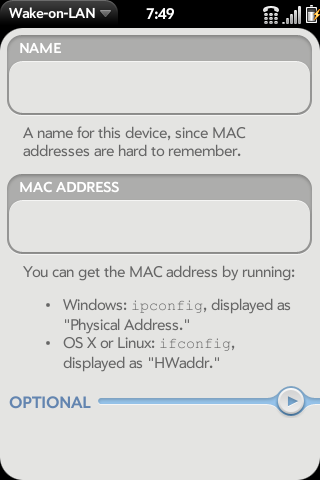 Wake-on-LAN 7:49
NAME
A name for this device, since MAC
addresses are hard to remember.
MAC ADDRESS
You can get the MAC address by running:
• Windows: ipconfig, displayed as
"Physical Address."
• OS X or Linux: ifconfig,
displayed as "HWaddr."
OPTIONAL